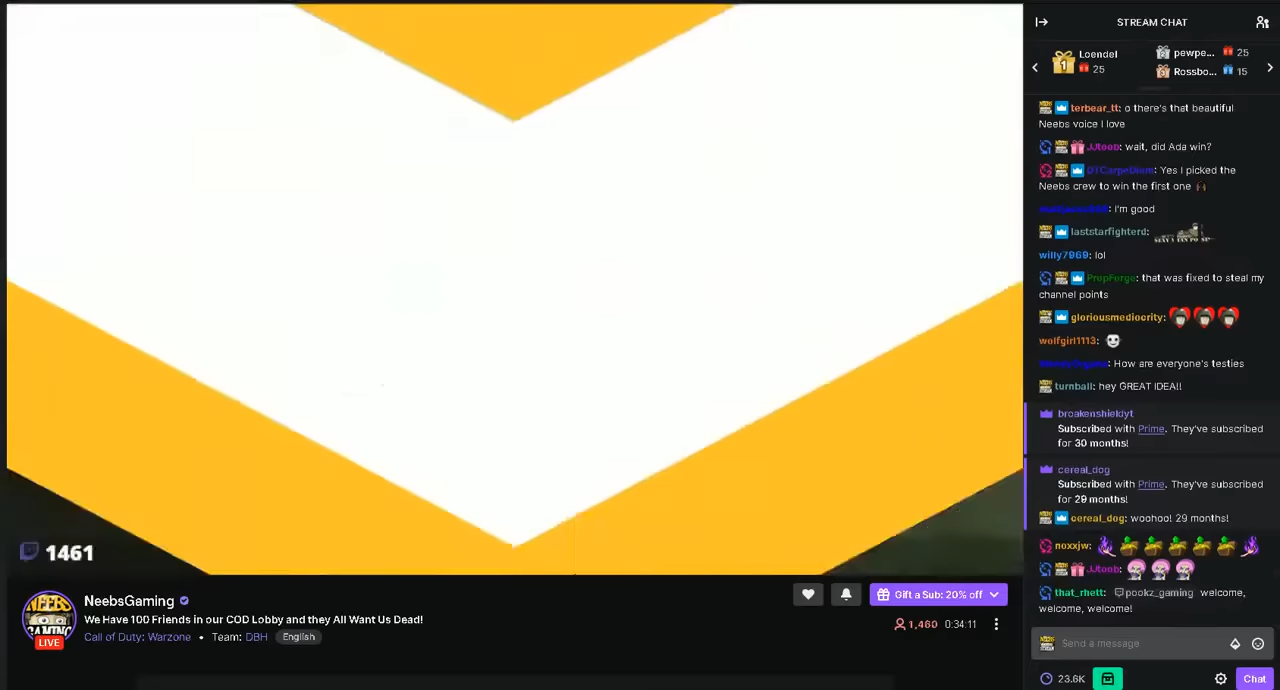 1461
NEEBS
GAMING
LIVE
NeebsGaming
We Have 100 Friends in our COD Lobby and they All Want Us Dead!
Call of Duty: Warzone • Team: DBH English
Gift a Sub: 20% off
1,460 0:34:11
STREAM CHAT
1 Loendel
25
pewpe... 25
Rossbo... 15
terbear_tt: o there's that beautiful
Neebs voice I love
JJtoob: wait, did Ada win?
OTCarpeDiem: Yes I picked the
Neebs crew to win the first one
: I'm good
laststarfighterd:
willy7969: lol
PropForge: that was fixed to steal my
channel points
gloriousmediocrity:
wolfgirl1113:
: How are everyone's testies
turnball: hey GREAT IDEA!!
broakenshieldyt
Subscribed with Prime. They've subscribed
for 30 months!
cereal_dog
Subscribed with Prime. They've subscribed
for 29 months!
cereal_dog: woohoo! 29 months!
noxxjw:
JJtoob:
that_rhett: pookz_gaming welcome,
welcome, welcome!
Send a message
23.6K
Chat